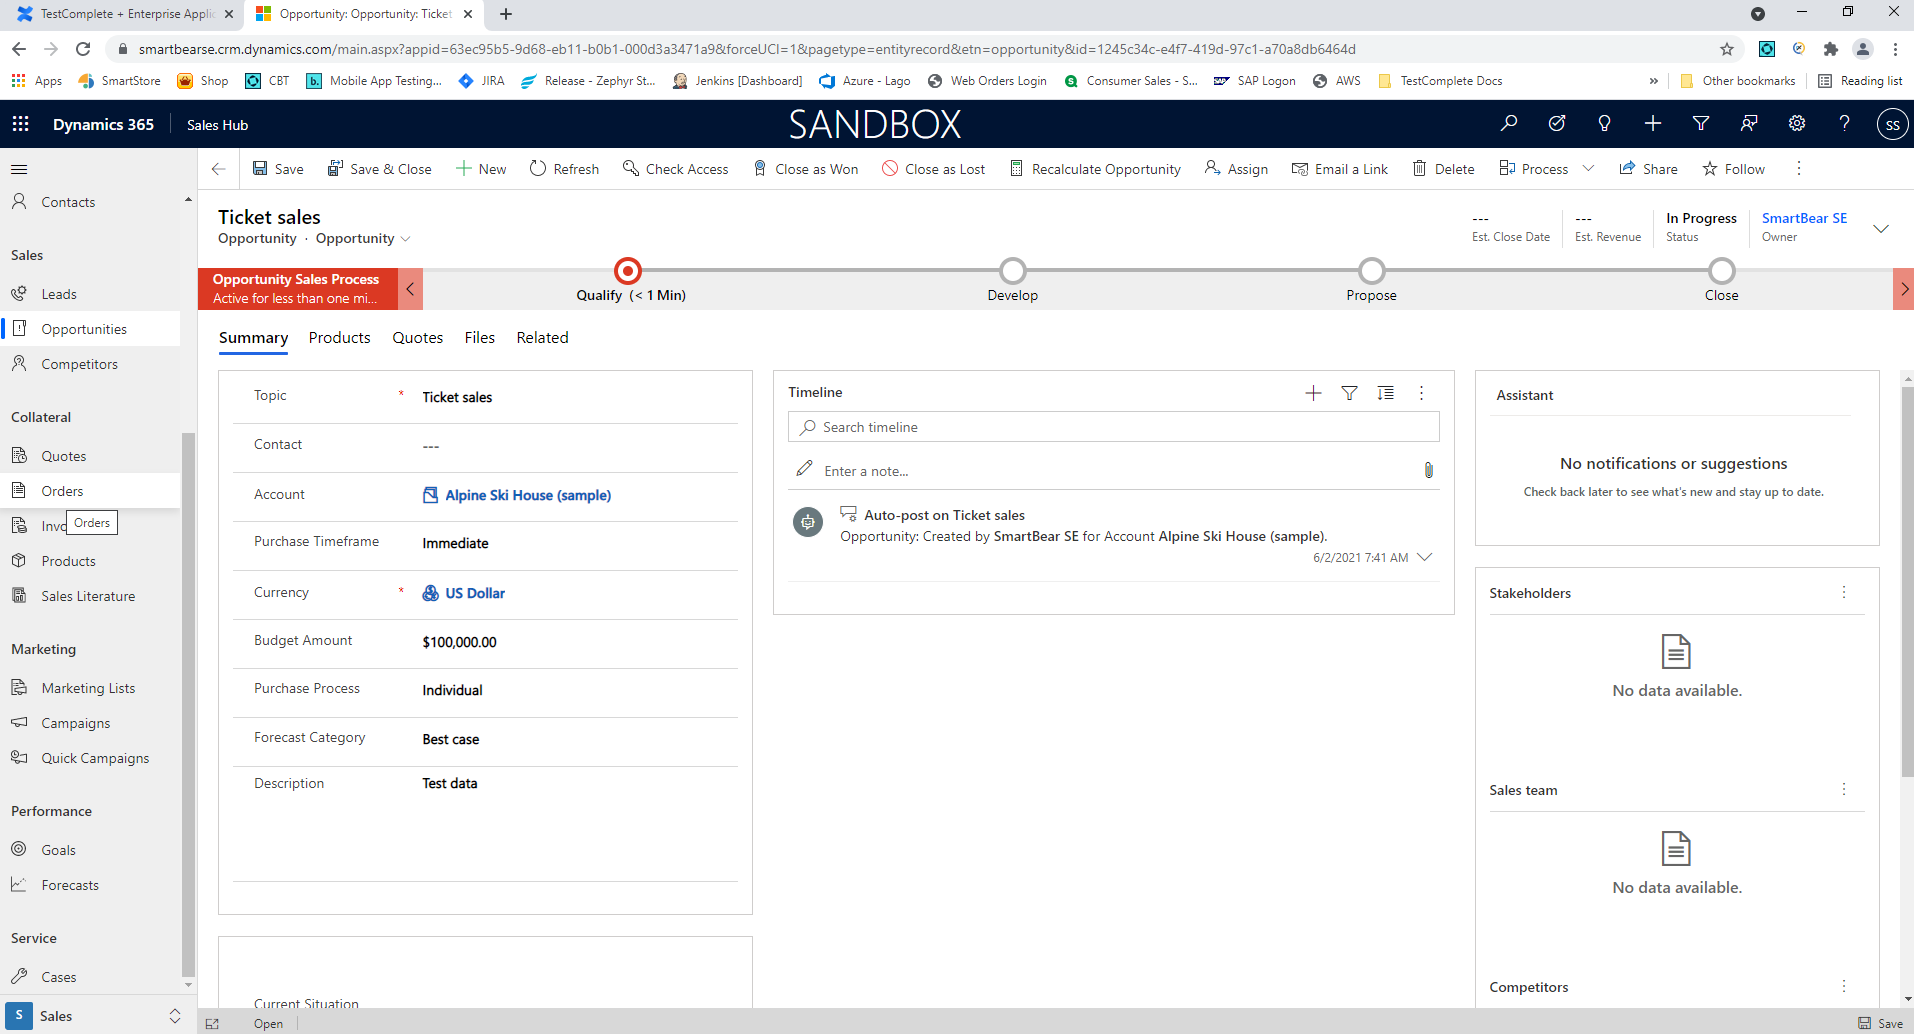 TestComplete + Enterprise Applic
Opportunity: Opportunity: Ticket
smartbearse.crm.dynamics.com/main.aspx?appid=63ec95b5-9d68-eb11-b0b1-000d3a3471a9&forceUCI=1&pagetype=entityrecord&etn=opportunity&id=1245c34c-e4f7-419d-97c1-a70a8db6464d
Apps SmartStore Shop CBT b. Mobile App Testing... JIRA Release - Zephyr St... Jenkins [Dashboard] Azure - Lago Web Orders Login S Consumer Sales - S... SAP SAP Logon AWS TestComplete Docs » Other bookmarks Reading list
Dynamics 365 Sales Hub SANDBOX SS
Save Save & Close New Refresh Check Access Close as Won Close as Lost Recalculate Opportunity Assign Email a Link Delete Process Share Follow
Contacts
Sales
Leads
Opportunities
Competitors
Collateral
Quotes
Orders
Invo
Orders
Products
Sales Literature
Marketing
Marketing Lists
Campaigns
Quick Campaigns
Performance
Goals
Forecasts
Service
Cases
S Sales
Ticket sales
Opportunity · Opportunity
---
Est. Close Date
---
Est. Revenue
In Progress
Status
SmartBear SE
Owner
Opportunity Sales Process
Active for less than one mi...
Qualify (< 1 Min)
Develop
Propose
Close
Summary Products Quotes Files Related
Topic * Ticket sales
Contact ---
Account Alpine Ski House (sample)
Purchase Timeframe Immediate
Currency * US Dollar
Budget Amount $100,000.00
Purchase Process Individual
Forecast Category Best case
Description Test data
Current Situation
Timeline
Search timeline
Enter a note...
Auto-post on Ticket sales
Opportunity: Created by SmartBear SE for Account Alpine Ski House (sample).
6/2/2021 7:41 AM
Assistant
No notifications or suggestions
Check back later to see what's new and stay up to date.
Stakeholders
No data available.
Sales team
No data available.
Competitors
Open
Save